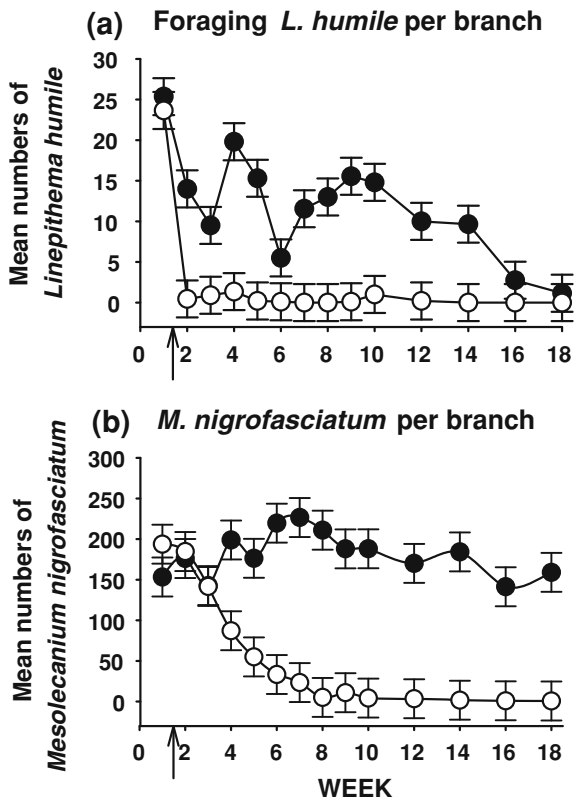 (a) Foraging L. humile per branch
Mean numbers of
Linepithema humile
30
25
20
15
10
5
0
0 2 4 6 8 10 12 14 16 18
(b) M. nigrofasciatum per branch
Mean numbers of
Mesolecanium nigrofasciatum
300
250
200
150
100
50
0
0 2 4 6 8 10 12 14 16 18
WEEK